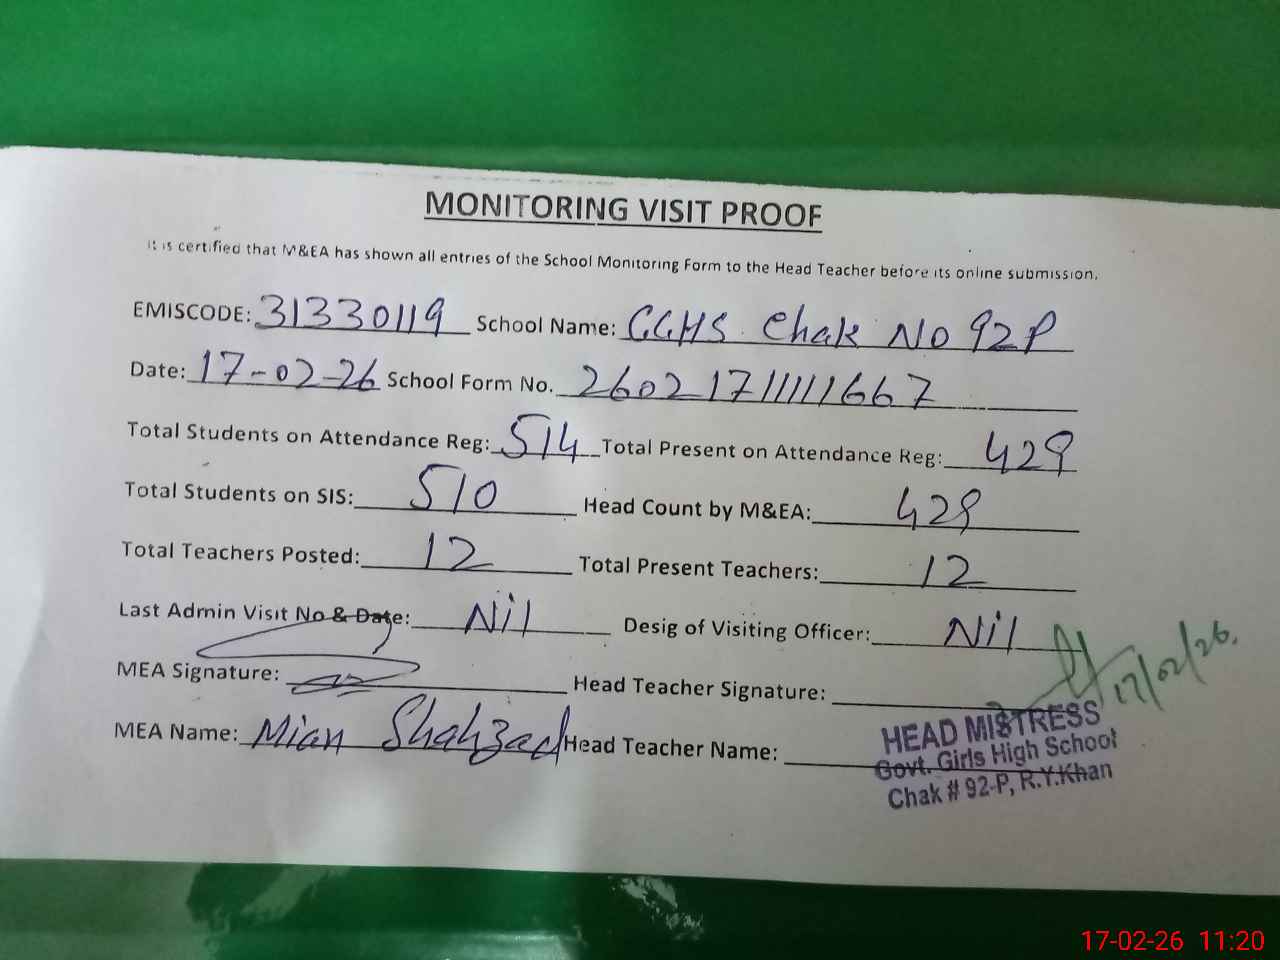 MONITORING VISIT PROOF
It is certified that M&EA has shown all entries of the School Monitoring Form to the Head Teacher before its online submission.
EMISCODE: 31330119 School Name: GGHS Chak No 92P
Date: 17-02-26 School Form No. 260217111111667
Total Students on Attendance Reg: 514 Total Present on Attendance Reg: 429
Total Students on SIS: 510 Head Count by M&EA: 429
Total Teachers Posted: 12 Total Present Teachers: 12
Last Admin Visit No & Date: Nil Desig of Visiting Officer: Nil
MEA Signature: Head Teacher Signature: 17/02/26.
MEA Name: Mian Shahzad Head Teacher Name:
HEAD MISTRESS
Govt. Girls High School
Chak # 92-P, R.Y.Khan
17-02-26 11:20